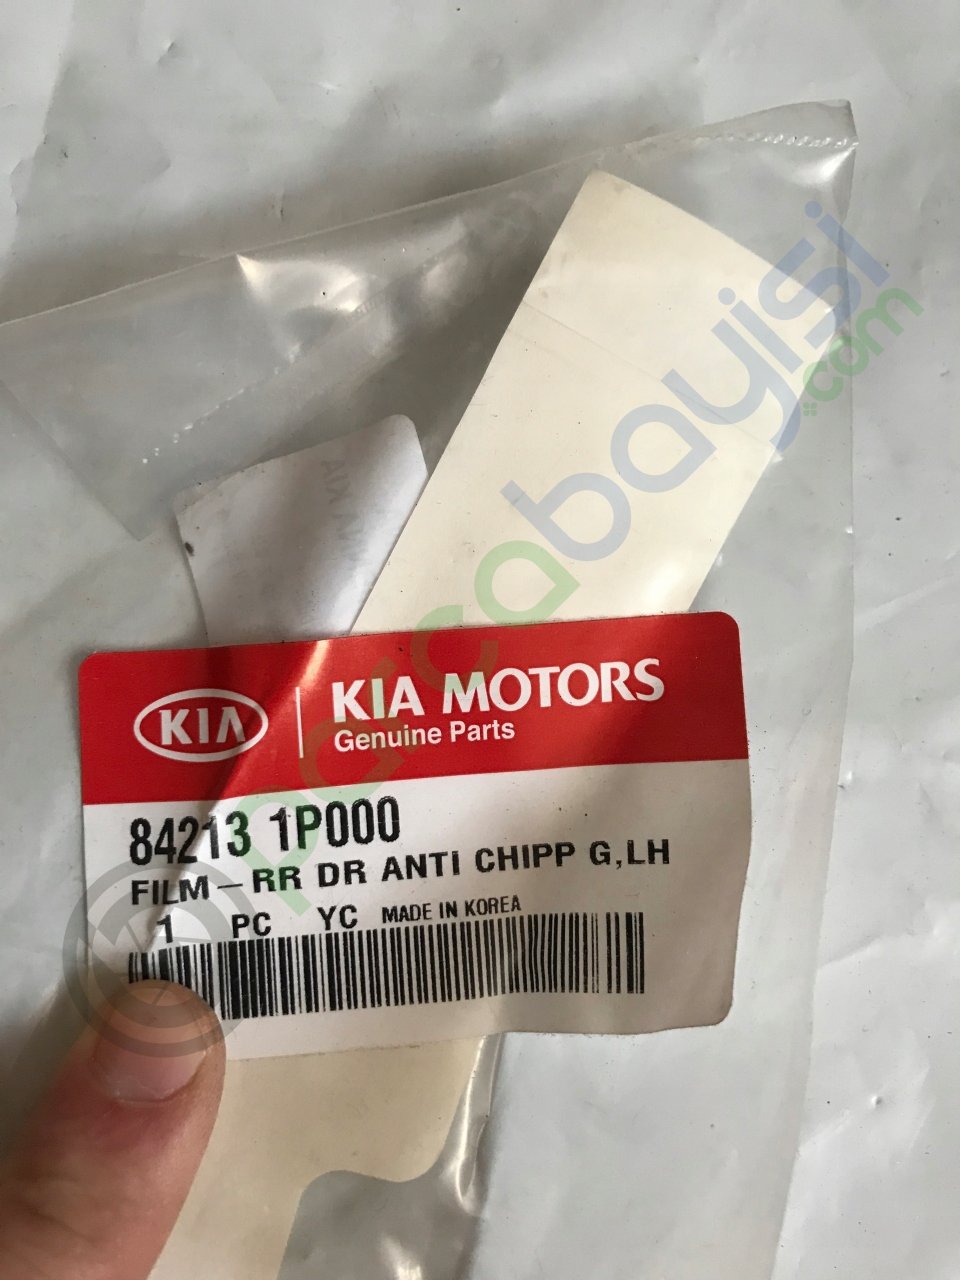 parcabayisi
.com
KIA
KIA MOTORS
Genuine Parts
84213 1P000
FILM-RR DR ANTI CHIPP G,LH
1 PC YC MADE IN KOREA